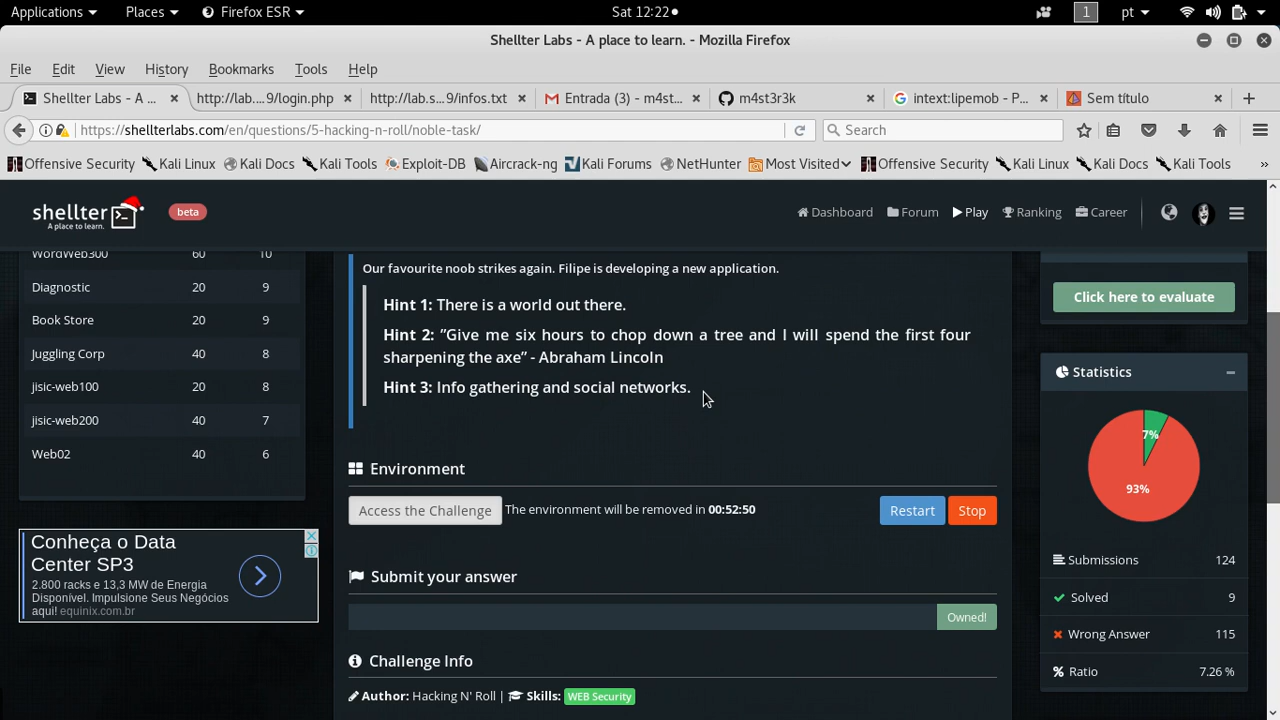 Applications Places Firefox ESR Sat 12:22 1 pt
Shellter Labs - A place to learn. - Mozilla Firefox
File Edit View History Bookmarks Tools Help
Shellter Labs - A ... http://lab....9/login.php http://lab.s...9/infos.txt Entrada (3) - m4st... m4st3r3k intext:lipemob - P... Sem título
https://shellterlabs.com/en/questions/5-hacking-n-roll/noble-task/ Search
Offensive Security Kali Linux Kali Docs Kali Tools Exploit-DB Aircrack-ng Kali Forums NetHunter Most Visited Offensive Security Kali Linux Kali Docs Kali Tools »
shellter A place to learn. beta Dashboard Forum Play Ranking Career
WordWeb300 60 10
Diagnostic 20 9
Book Store 20 9
Juggling Corp 40 8
jisic-web100 20 8
jisic-web200 40 7
Web02 40 6
Conheça o Data
Center SP3
2.800 racks e 13,3 MW de Energia
Disponível. Impulsione Seus Negócios
aqui! equinix.com.br
Our favourite noob strikes again. Filipe is developing a new application.
Hint 1: There is a world out there.
Hint 2: ”Give me six hours to chop down a tree and I will spend the first four
sharpening the axe” - Abraham Lincoln
Hint 3: Info gathering and social networks.
Environment
Access the Challenge The environment will be removed in 00:52:50 Restart Stop
Submit your answer
Owned!
Challenge Info
Author: Hacking N' Roll | Skills: WEB Security
Click here to evaluate
Statistics
7%
93%
Submissions 124
Solved 9
Wrong Answer 115
Ratio 7.26 %